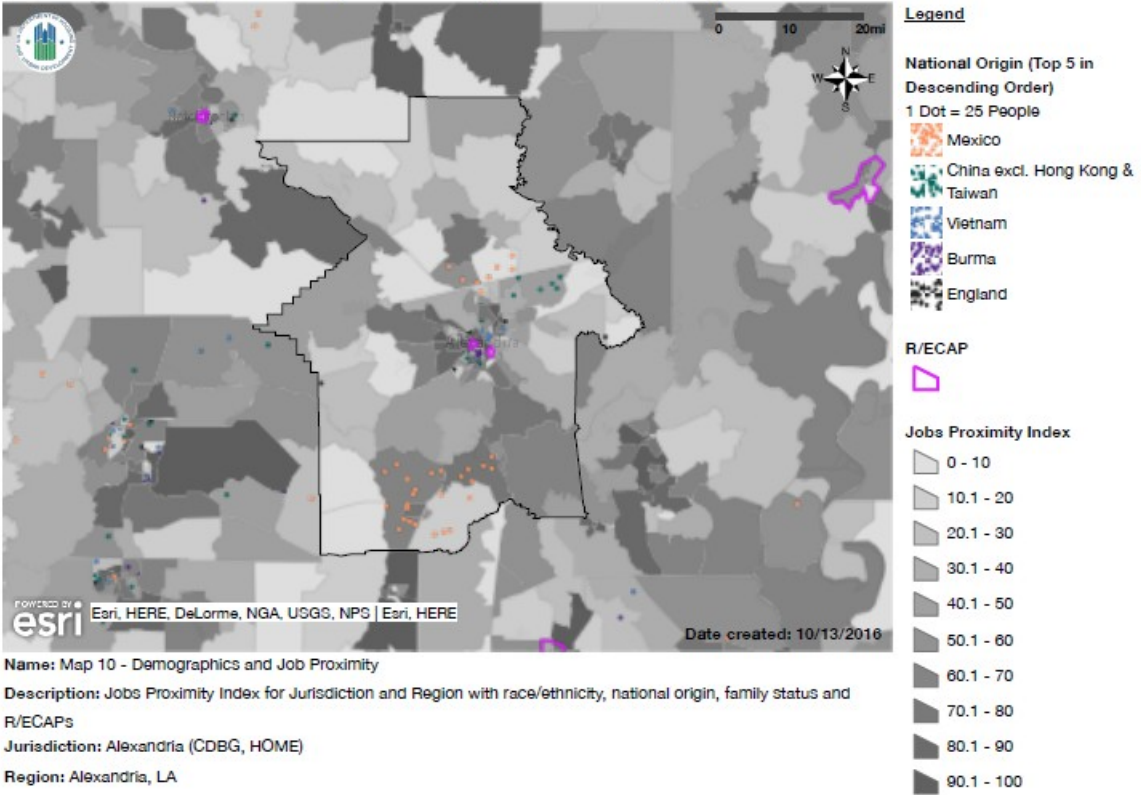 0 10 20mi
N
W E
S
Alexandria
POWERED BY
esri
Esri, HERE, DeLorme, NGA, USGS, NPS | Esri, HERE
Date created: 10/13/2016
Name: Map 10 - Demographics and Job Proximity
Description: Jobs Proximity Index for Jurisdiction and Region with race/ethnicity, national origin, family status and
R/ECAPs
Jurisdiction: Alexandria (CDBG, HOME)
Region: Alexandria, LA
Legend
National Origin (Top 5 in
Descending Order)
1 Dot = 25 People
Mexico
China excl. Hong Kong &
Taiwan
Vietnam
Burma
England
R/ECAP
Jobs Proximity Index
0 - 10
10.1 - 20
20.1 - 30
30.1 - 40
40.1 - 50
50.1 - 60
60.1 - 70
70.1 - 80
80.1 - 90
90.1 - 100